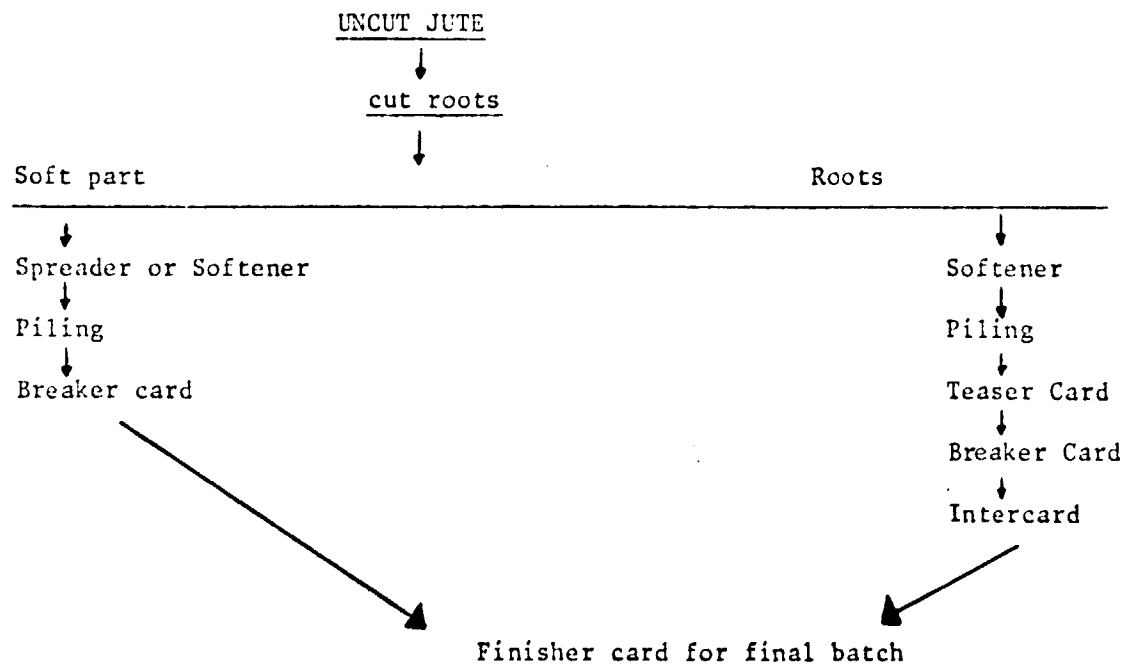 UNCUT JUTE
cut roots
Soft part
Roots
Spreader or Softener
Piling
Breaker card
Softener
Piling
Teaser Card
Breaker Card
Intercard
Finisher card for final batch